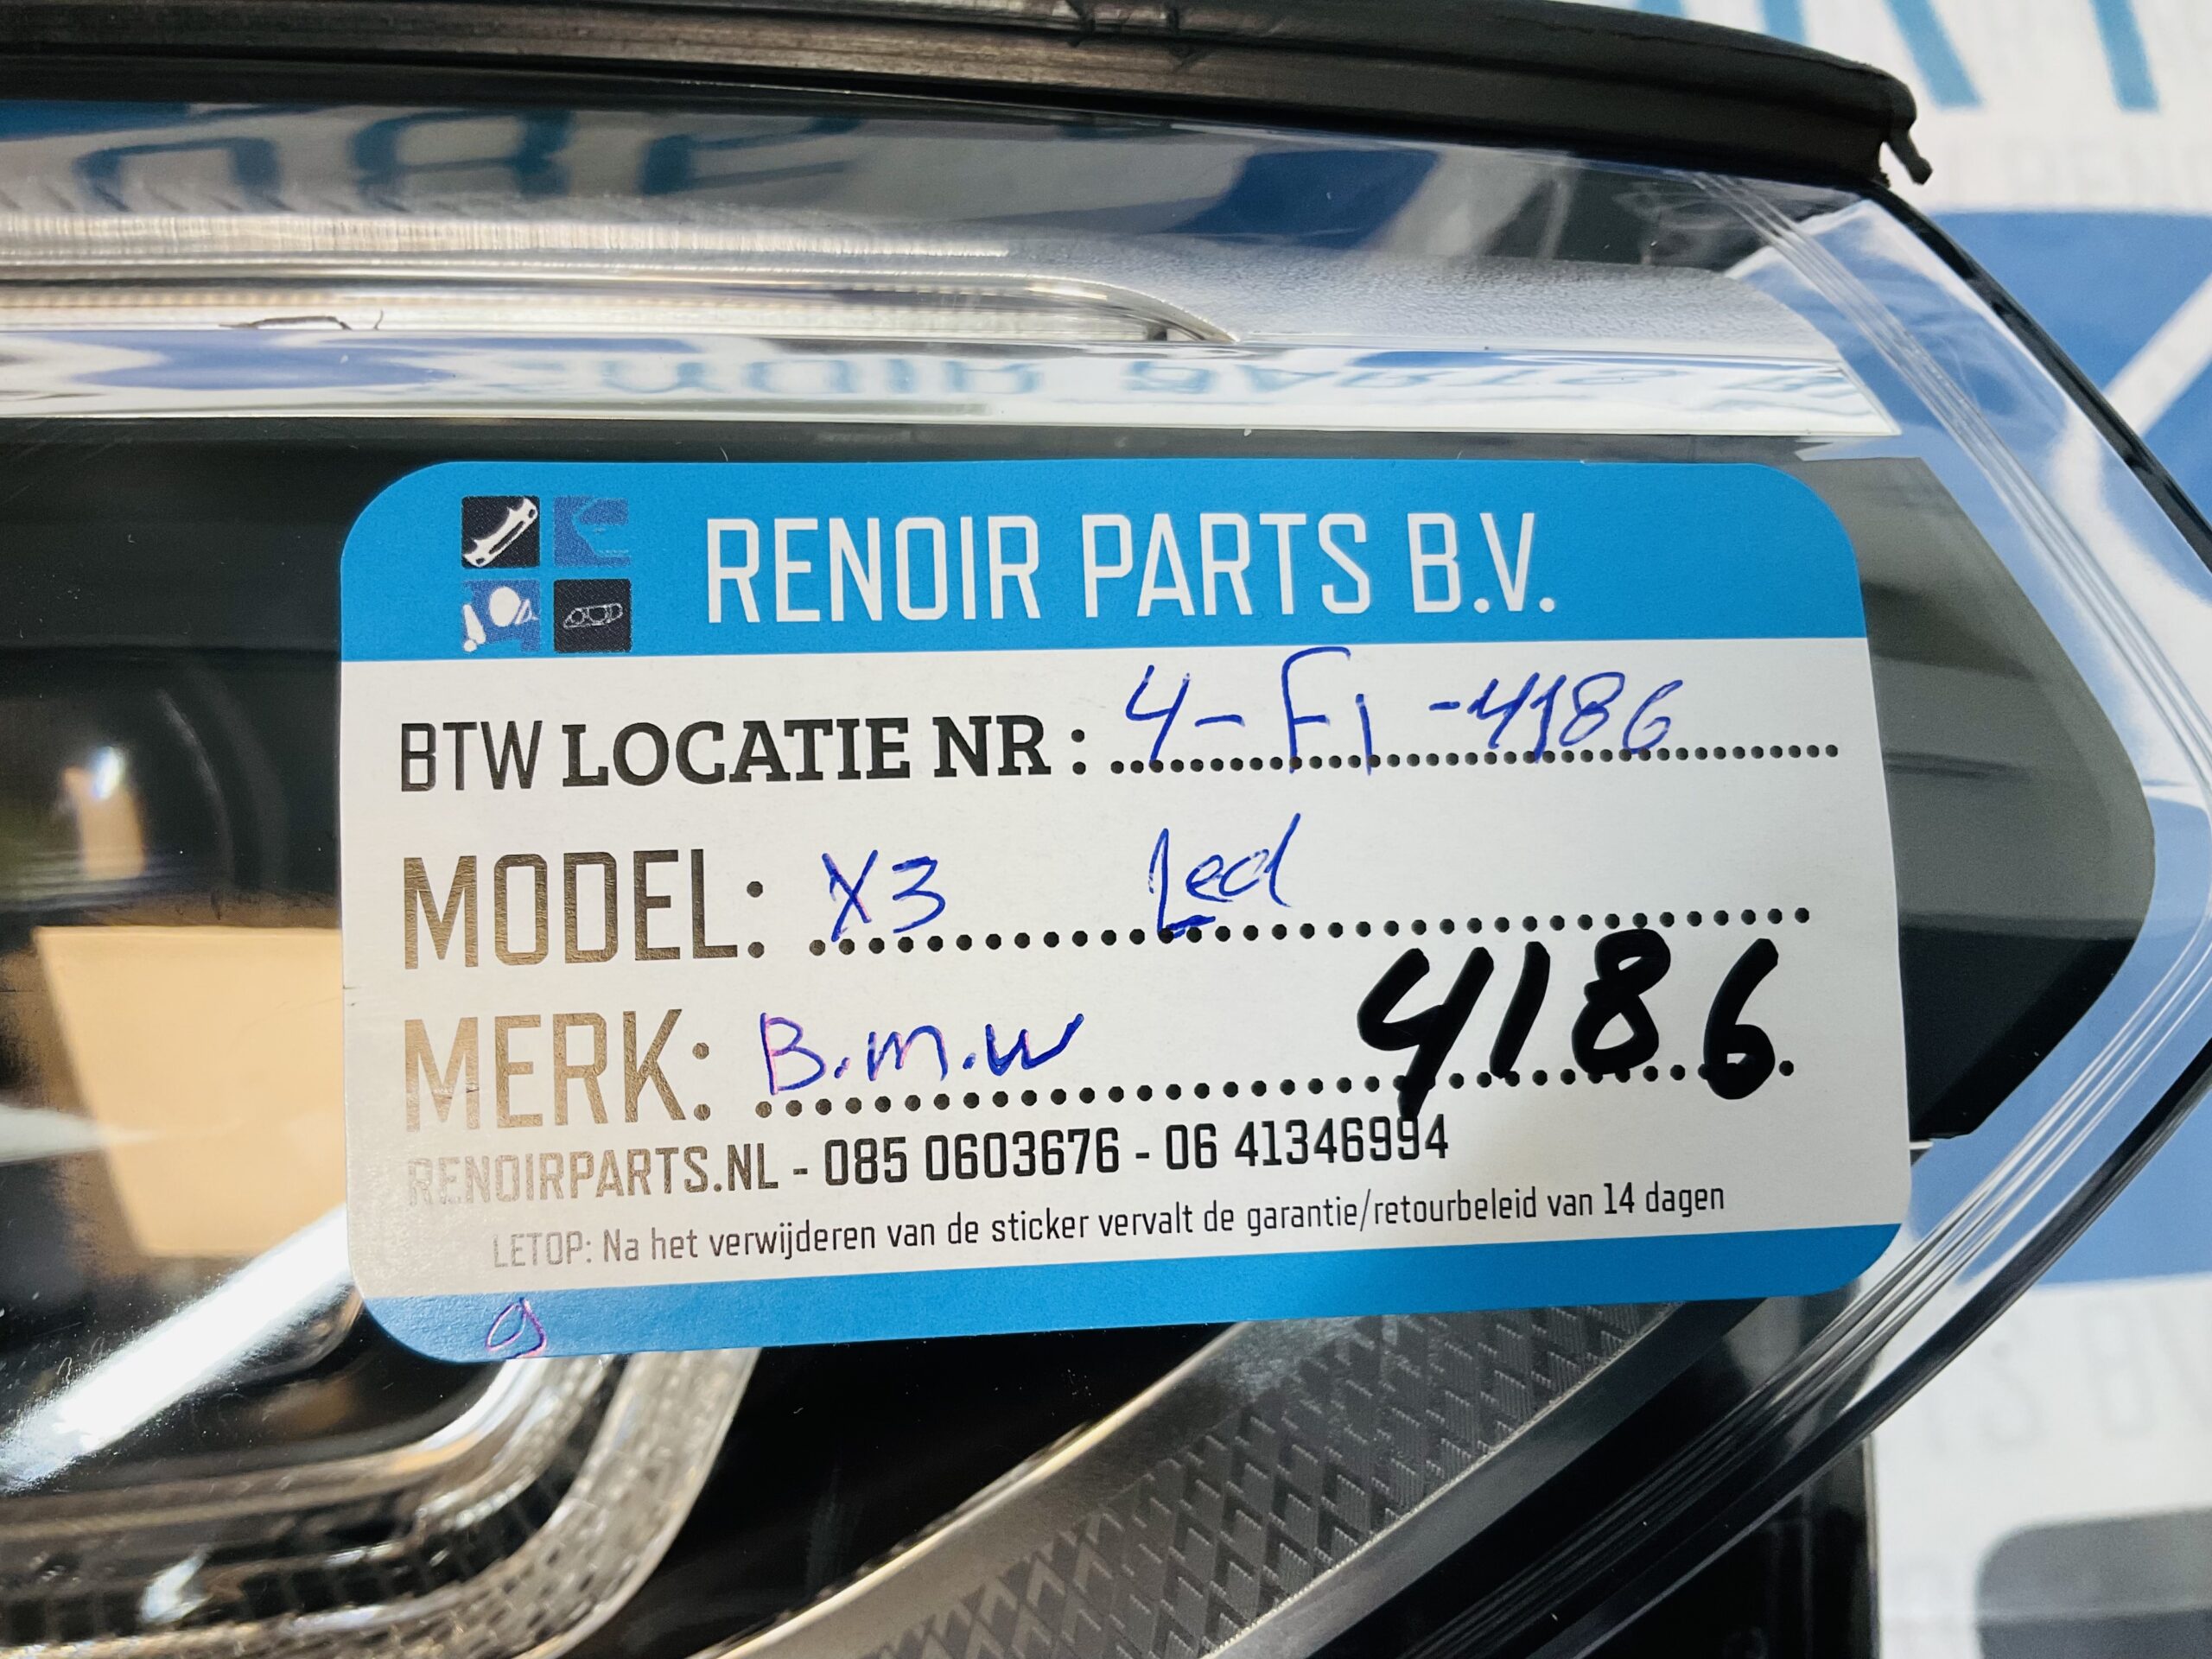 RENOIR PARTS B.V.
BTW LOCATIE NR : 4-F1-4186
MODEL: X3 Led
4186
MERK: B.m.w
RENOIRPARTS.NL - 085 0603676 - 06 41346994
LETOP: Na het verwijderen van de sticker vervalt de garantie/retourbeleid van 14 dagen